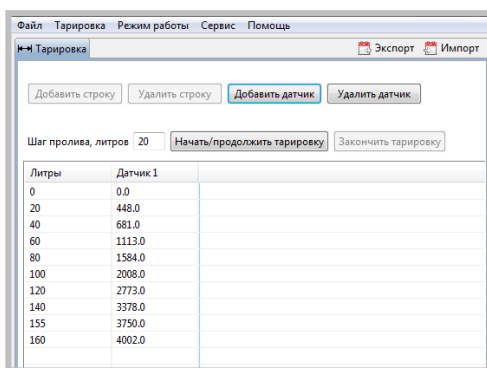 Файл Тарировка Режим работы Сервис Помощь
Тарировка Экспорт Импорт
Добавить строку Удалить строку Добавить датчик Удалить датчик
Шаг пролива, литров 20 Начать/продолжить тарировку Закончить тарировку
Литры Датчик 1
0 0.0
20 448.0
40 681.0
60 1113.0
80 1584.0
100 2008.0
120 2773.0
140 3378.0
155 3750.0
160 4002.0